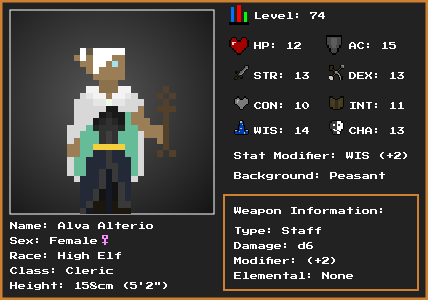 Level: 74
HP: 12 AC: 15
STR: 13 DEX: 13
CON: 10 INT: 11
WIS: 14 CHA: 13
Stat Modifier: WIS (+2)
Background: Peasant
Weapon Information:
Type: Staff
Damage: d6
Modifier: (+2)
Elemental: None
Name: Alva Alterio
Sex: Female♀
Race: High Elf
Class: Cleric
Height: 158cm (5'2")